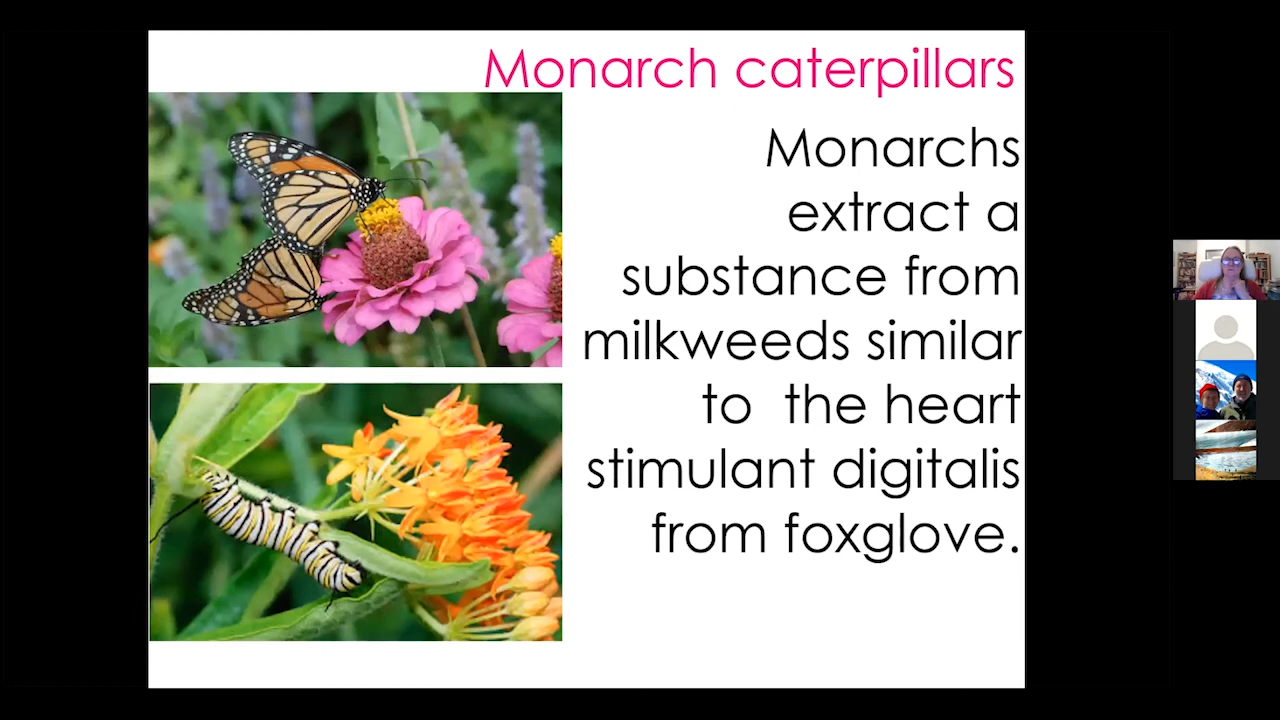 Monarch caterpillars
Monarchs
extract a
substance from
milkweeds similar
to  the heart
stimulant digitalis
from foxglove.